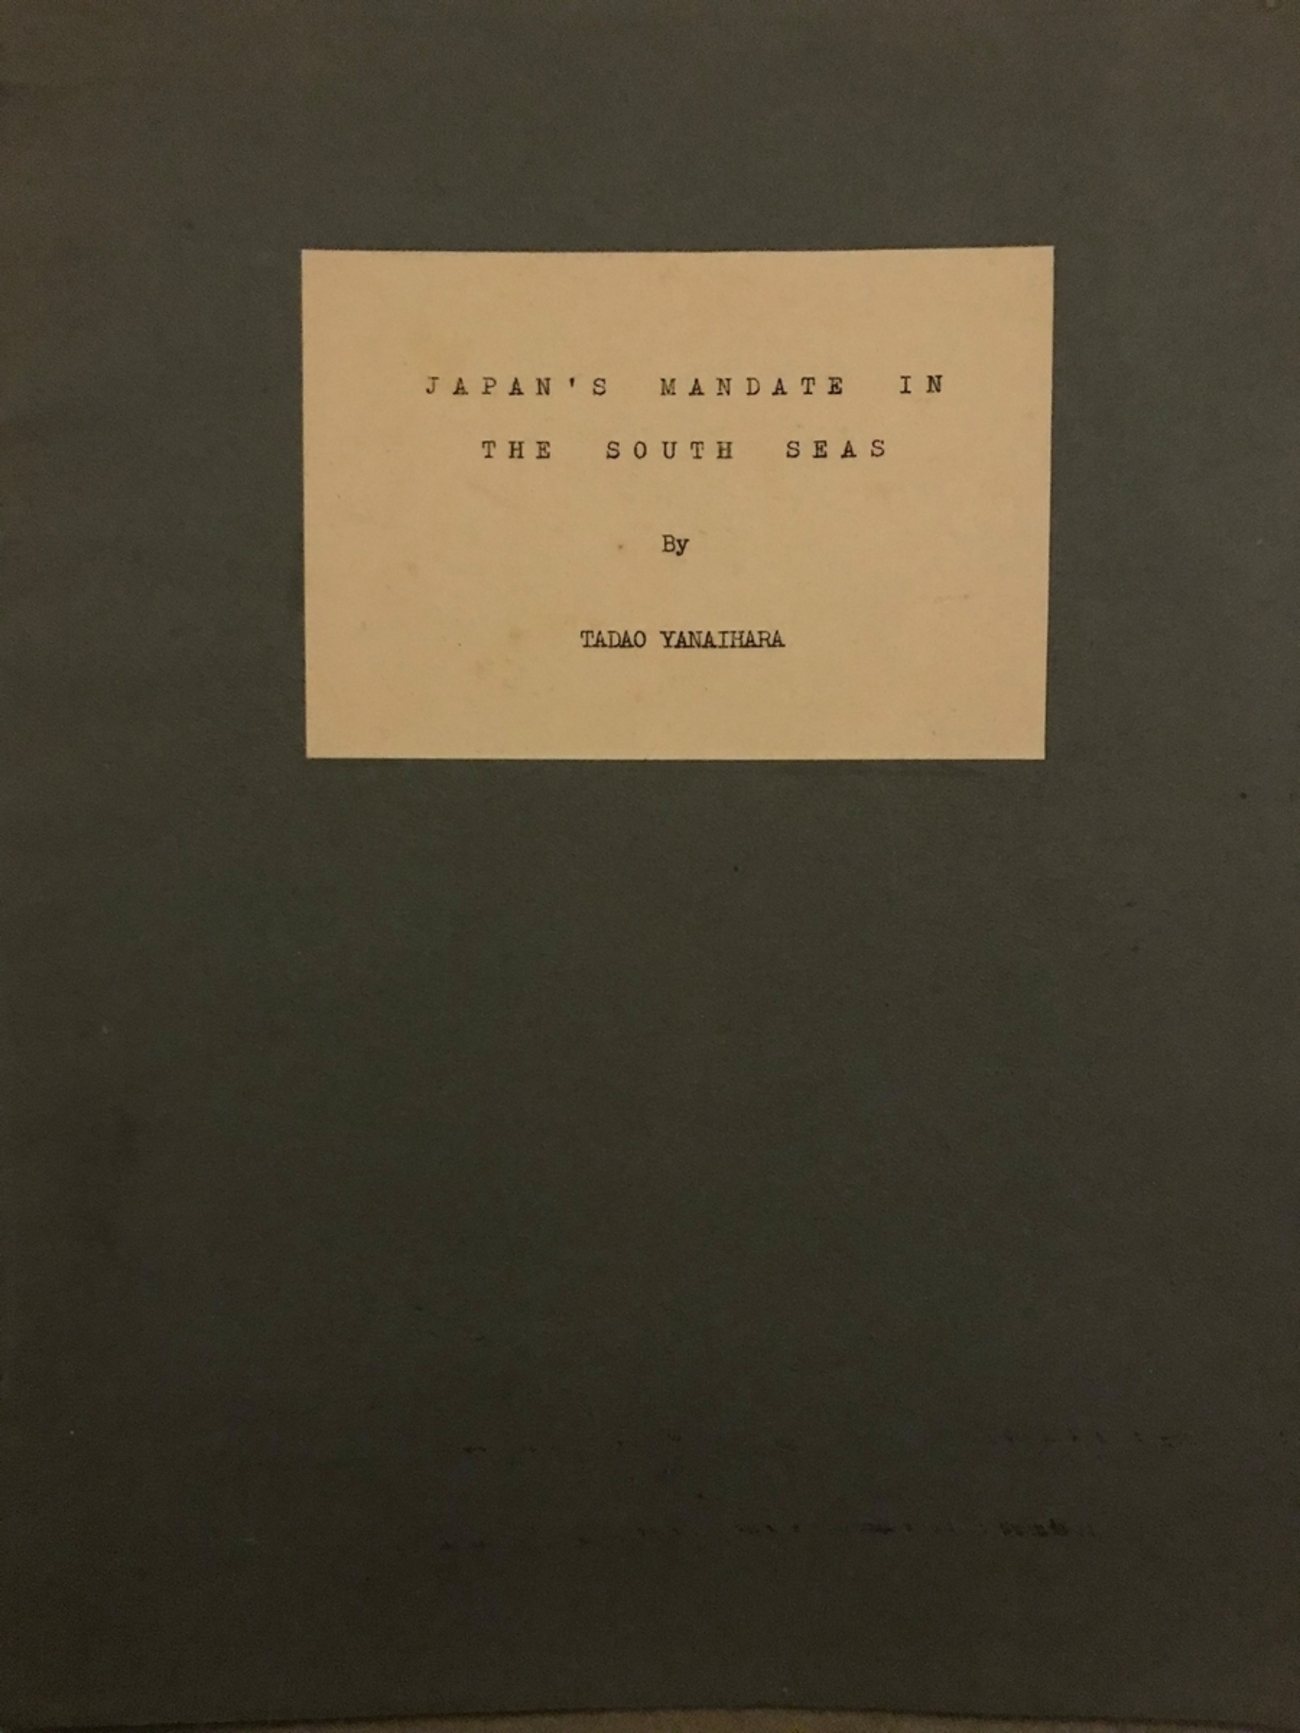 JAPAN'S MANDATE IN
THE SOUTH SEAS
By
TADAO YANAIHARA